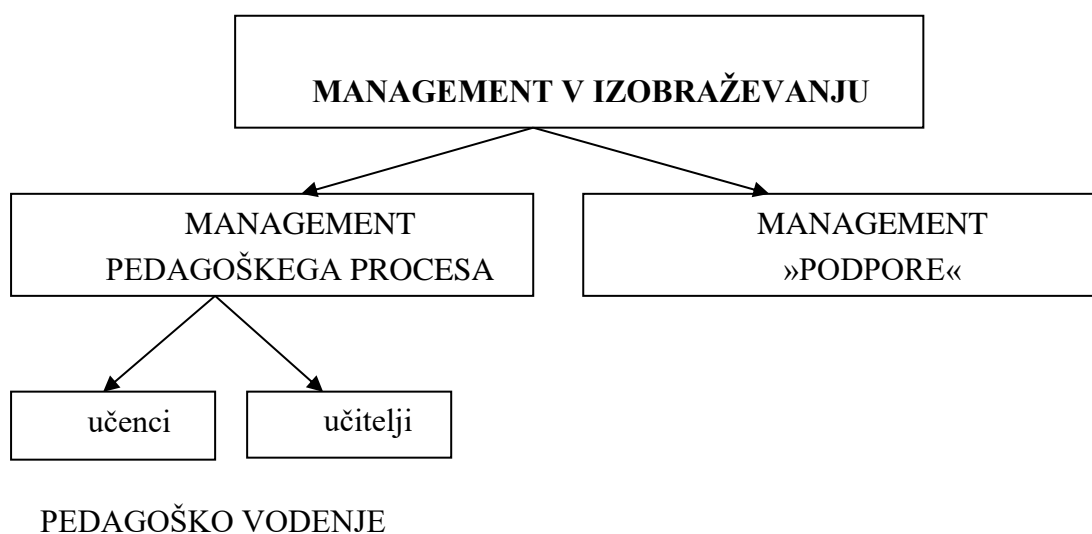 MANAGEMENT V IZOBRAŽEVANJU
MANAGEMENT
PEDAGOŠKEGA PROCESA
MANAGEMENT
»PODPORE«
učenci
učitelji
PEDAGOŠKO VODENJE